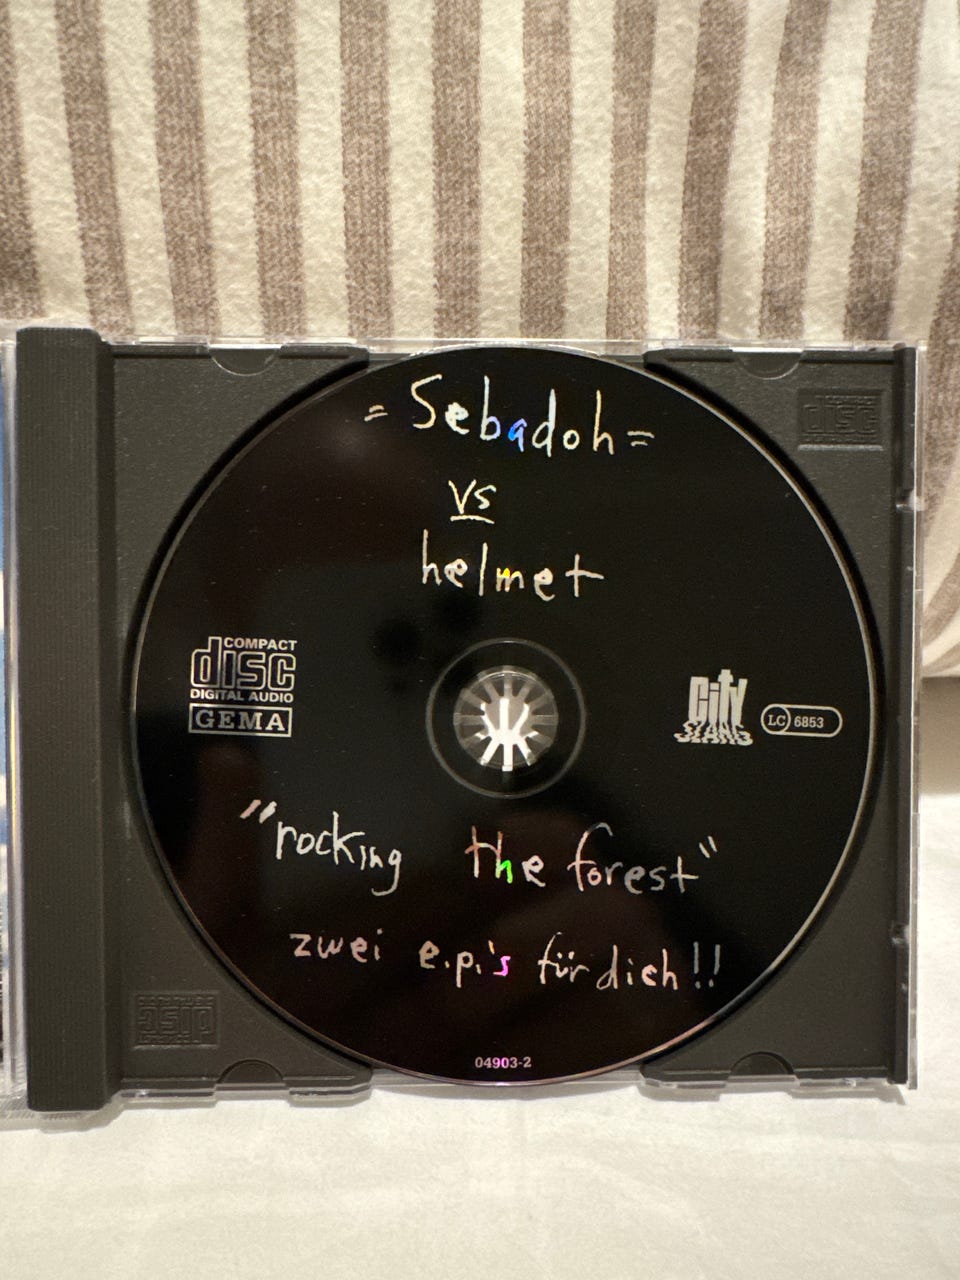 = Sebadoh =
vs
helmet
COMPACT
disc
DIGITAL AUDIO
GEMA
CitY
SLANG
LC 6853
"rocking the forest"
zwei e.p.'s für dich!!
04903-2